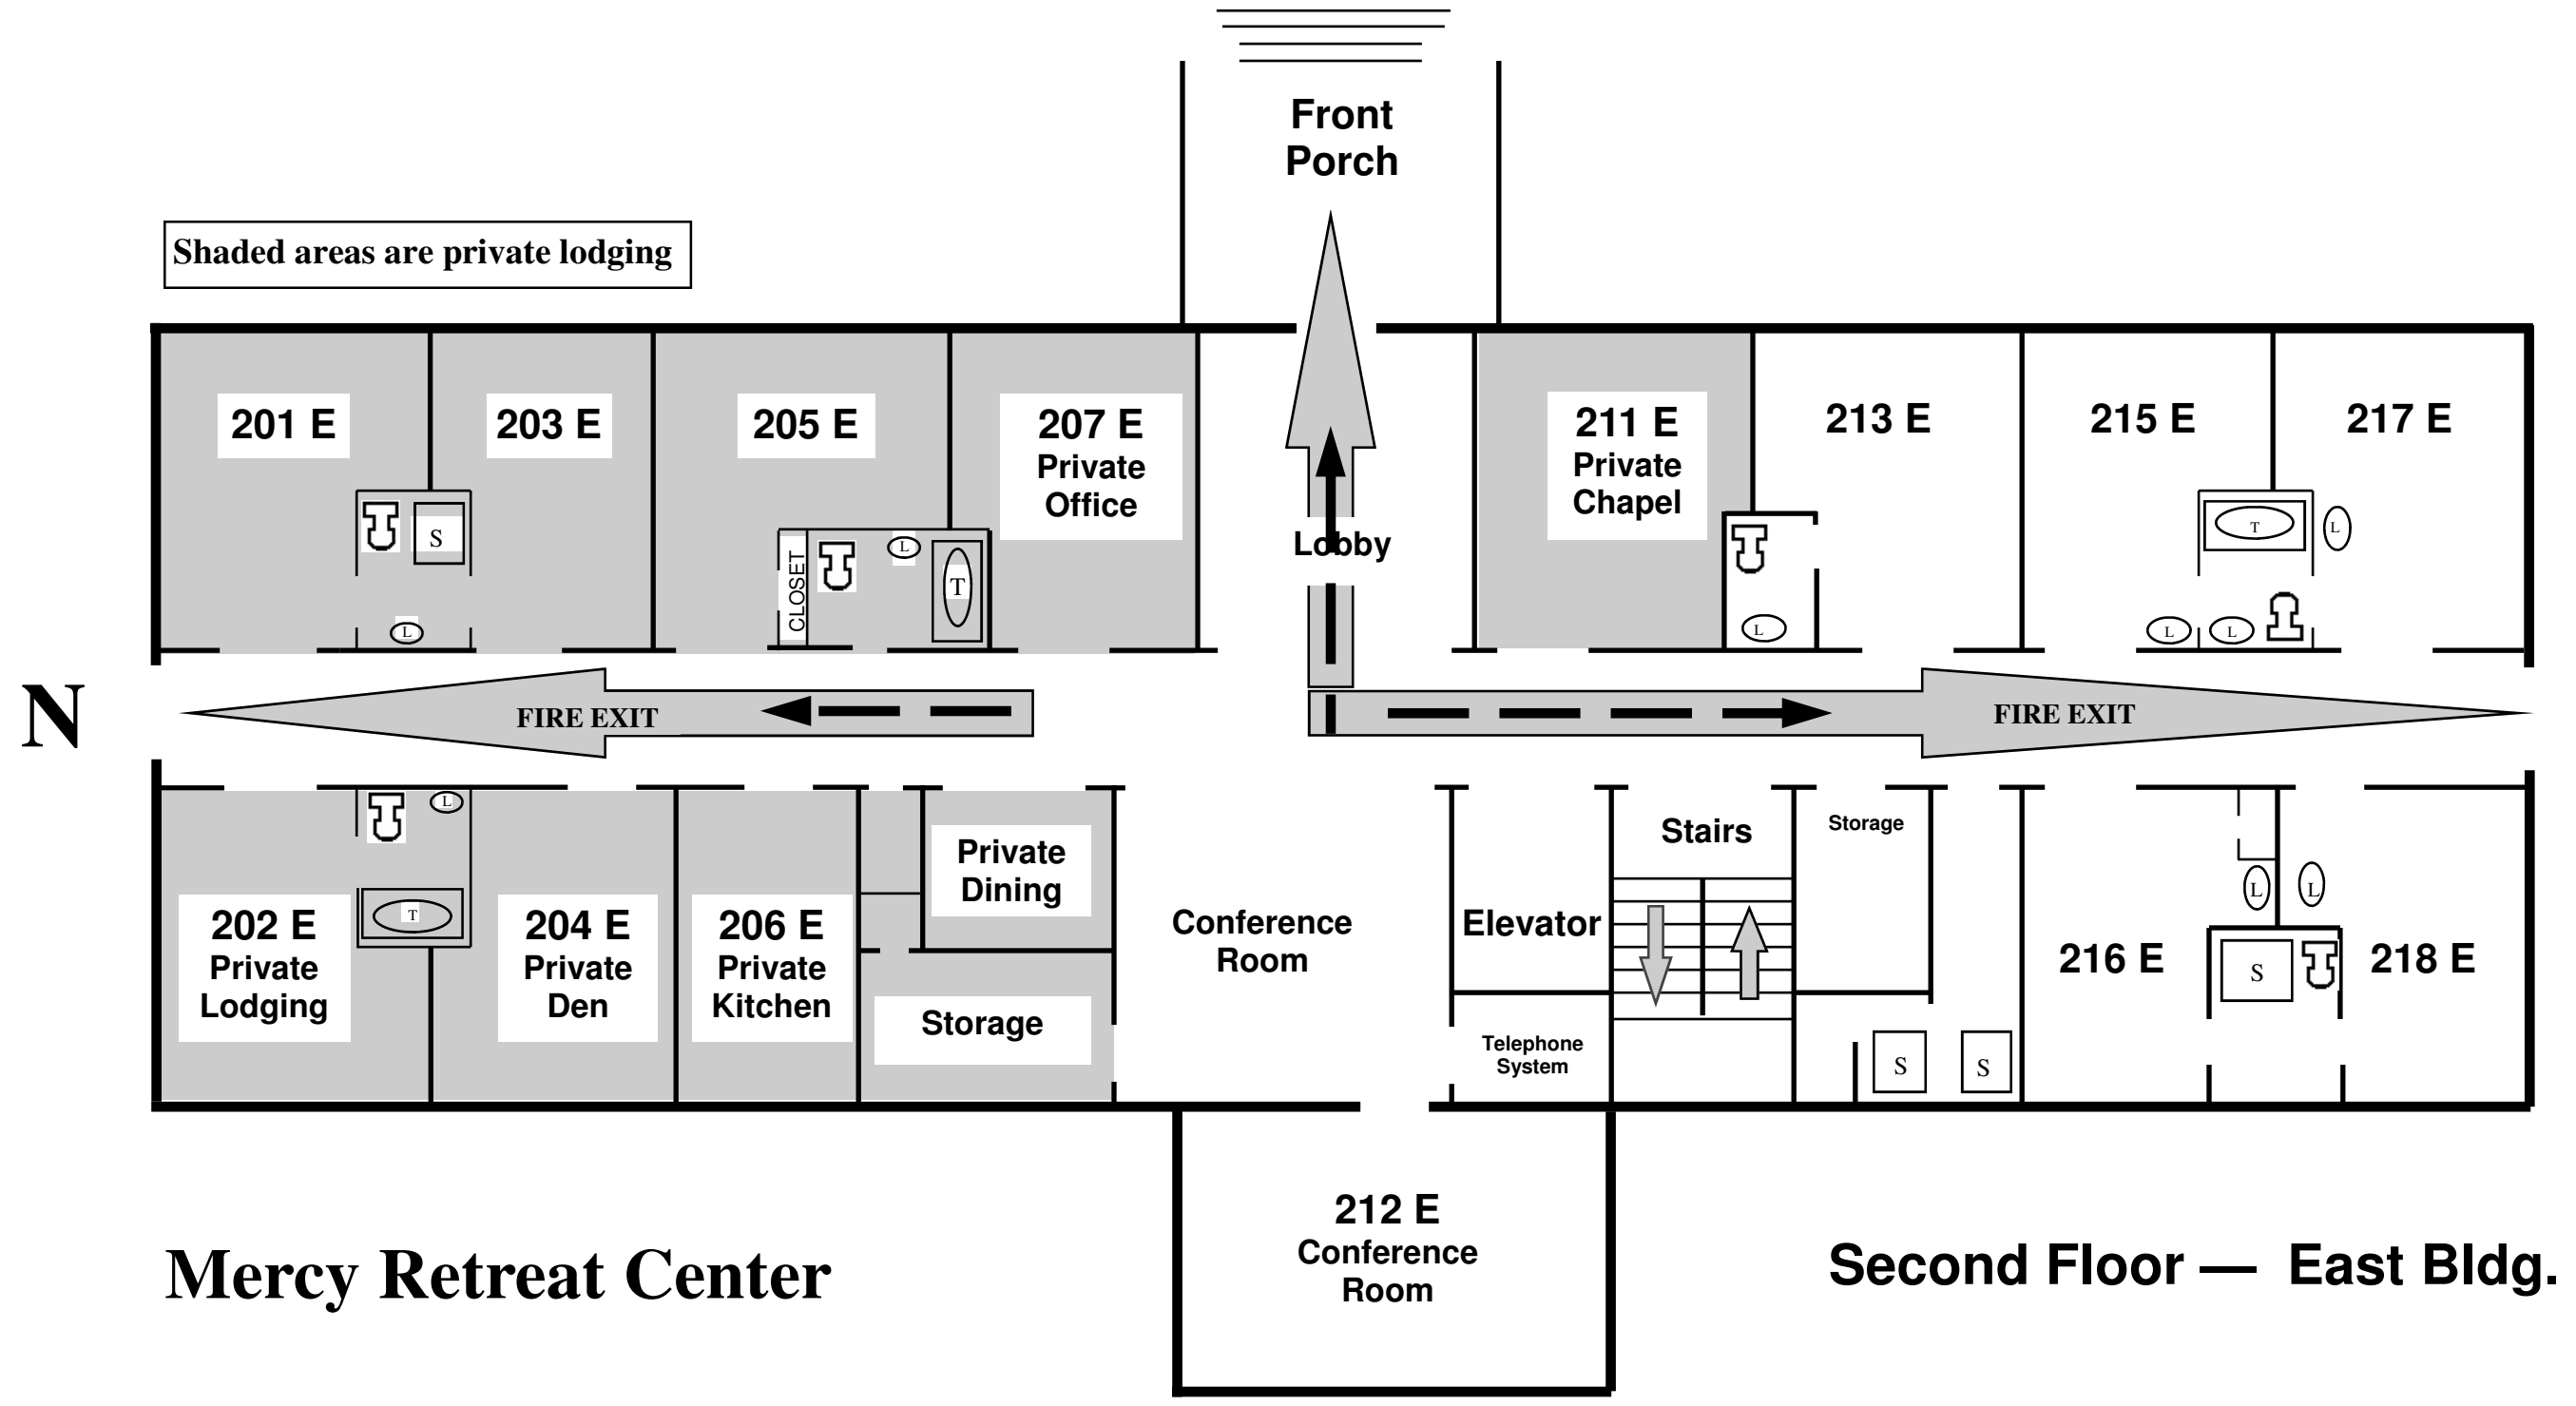 Front
Porch
Shaded areas are private lodging
201 E
203 E
205 E
207 E
Private
Office
211 E
Private
Chapel
213 E
215 E
217 E
S
L
CLOSET
L
T
Lobby
L
T
L
L
L
N
FIRE EXIT
FIRE EXIT
L
T
202 E
Private
Lodging
204 E
Private
Den
206 E
Private
Kitchen
Private
Dining
Storage
Conference
Room
Elevator
Stairs
Storage
Telephone
System
S
S
216 E
L
L
S
218 E
212 E
Conference
Room
Mercy Retreat Center
Second Floor — East Bldg.